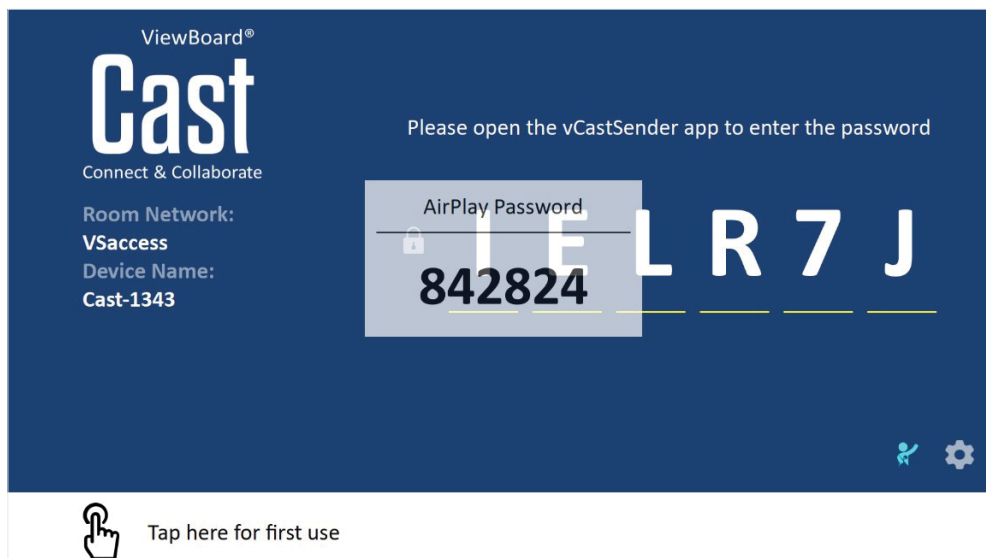 ViewBoard®
Cast
Connect & Collaborate
Room Network:
VSaccess
Device Name:
Cast-1343
Please open the vCastSender app to enter the password
AirPlay Password
842824
I E L R 7 J
Tap here for first use